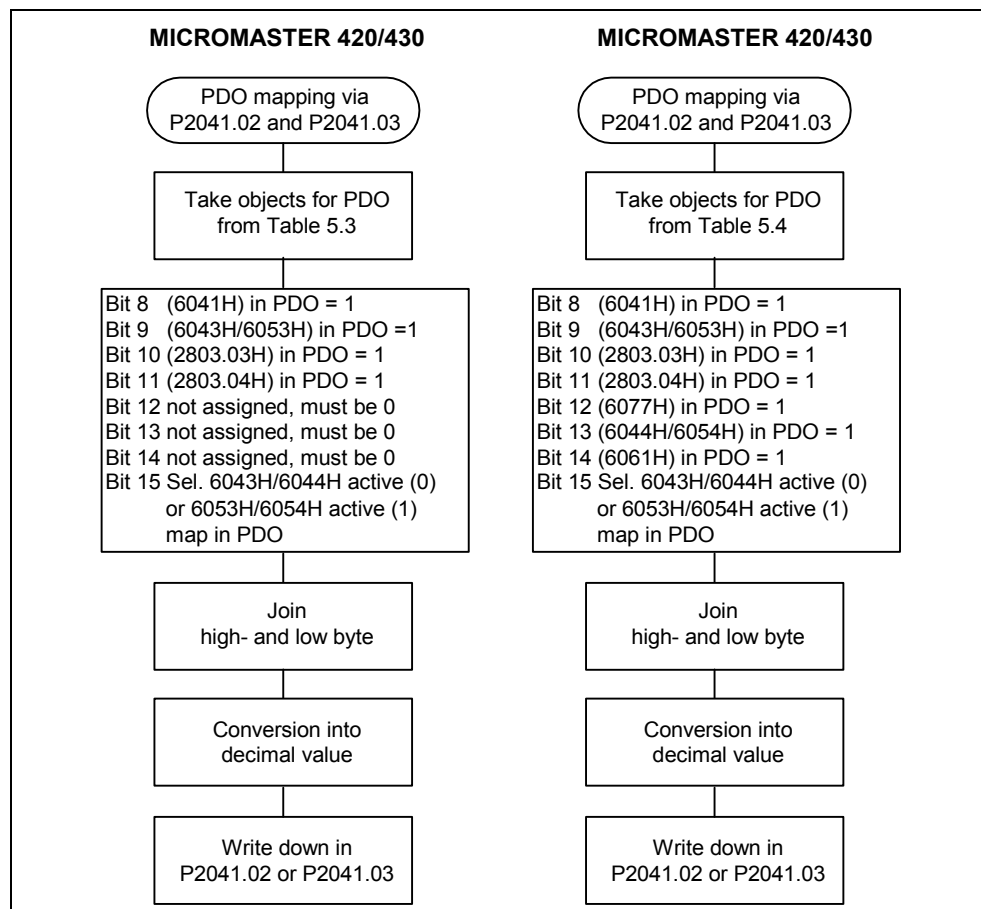 MICROMASTER 420/430
PDO mapping via
P2041.02 and P2041.03
Take objects for PDO
from Table 5.3
Bit 8 (6041H) in PDO = 1
Bit 9 (6043H/6053H) in PDO =1
Bit 10 (2803.03H) in PDO = 1
Bit 11 (2803.04H) in PDO = 1
Bit 12 not assigned, must be 0
Bit 13 not assigned, must be 0
Bit 14 not assigned, must be 0
Bit 15 Sel. 6043H/6044H active (0)
or 6053H/6054H active (1)
map in PDO
Join
high- and low byte
Conversion into
decimal value
Write down in
P2041.02 or P2041.03
MICROMASTER 420/430
PDO mapping via
P2041.02 and P2041.03
Take objects for PDO
from Table 5.4
Bit 8 (6041H) in PDO = 1
Bit 9 (6043H/6053H) in PDO =1
Bit 10 (2803.03H) in PDO = 1
Bit 11 (2803.04H) in PDO = 1
Bit 12 (6077H) in PDO = 1
Bit 13 (6044H/6054H) in PDO = 1
Bit 14 (6061H) in PDO = 1
Bit 15 Sel. 6043H/6044H active (0)
or 6053H/6054H active (1)
map in PDO
Join
high- and low byte
Conversion into
decimal value
Write down in
P2041.02 or P2041.03